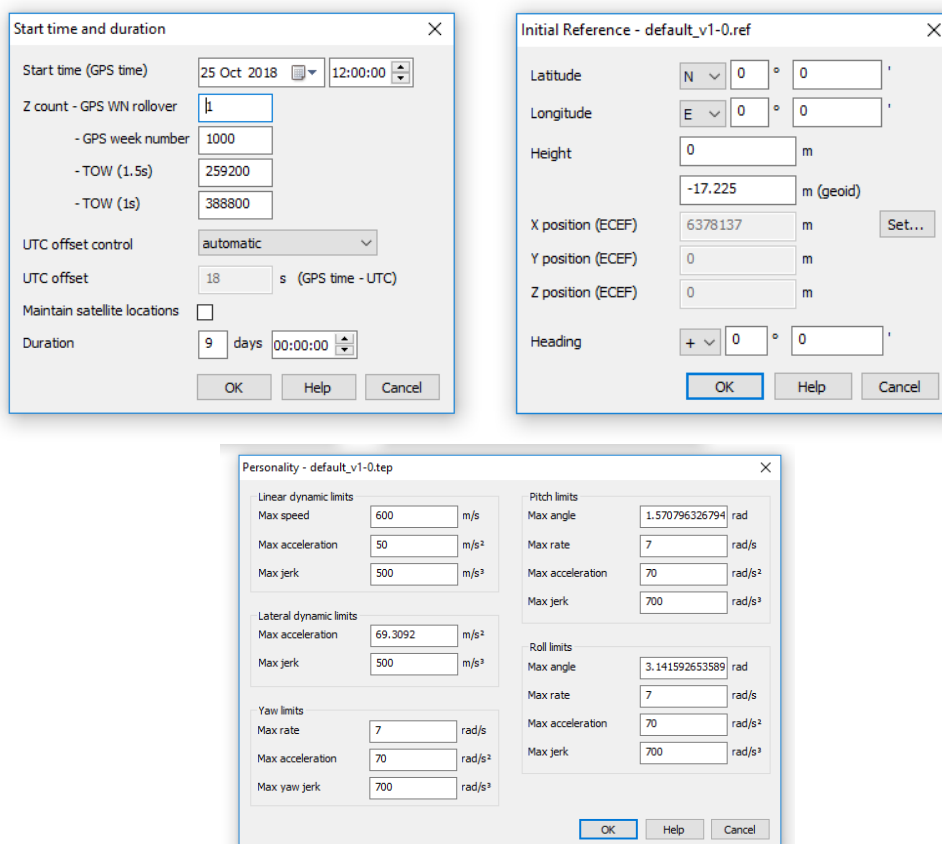 Start time and duration
Start time (GPS time) 25 Oct 2018 12:00:00
Z count - GPS WN rollover 1
- GPS week number 1000
- TOW (1.5s) 259200
- TOW (1s) 388800
UTC offset control automatic
UTC offset 18 s (GPS time - UTC)
Maintain satellite locations
Duration 9 days 00:00:00
OK Help Cancel
Initial Reference - default_v1-0.ref
Latitude N 0 ° 0 '
Longitude E 0 ° 0 '
Height 0 m
-17.225 m (geoid)
X position (ECEF) 6378137 m Set...
Y position (ECEF) 0 m
Z position (ECEF) 0 m
Heading + 0 ° 0 '
OK Help Cancel
Personality - default_v1-0.tep
Linear dynamic limits
Max speed 600 m/s
Max acceleration 50 m/s²
Max jerk 500 m/s³
Lateral dynamic limits
Max acceleration 69.3092 m/s²
Max jerk 500 m/s³
Yaw limits
Max rate 7 rad/s
Max acceleration 70 rad/s²
Max yaw jerk 700 rad/s³
Pitch limits
Max angle 1.570796326794 rad
Max rate 7 rad/s
Max acceleration 70 rad/s²
Max jerk 700 rad/s³
Roll limits
Max angle 3.141592653589 rad
Max rate 7 rad/s
Max acceleration 70 rad/s²
Max jerk 700 rad/s³
OK Help Cancel